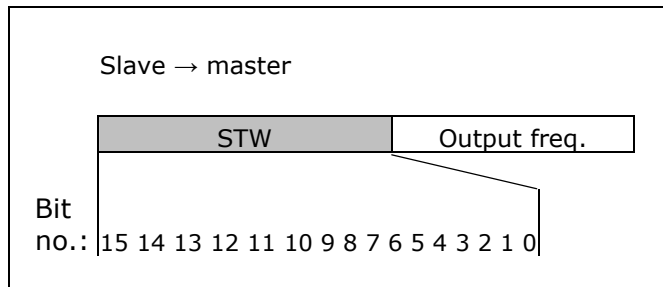 Slave → master
STW Output freq.
Bit
no.: 15 14 13 12 11 10 9 8 7 6 5 4 3 2 1 0